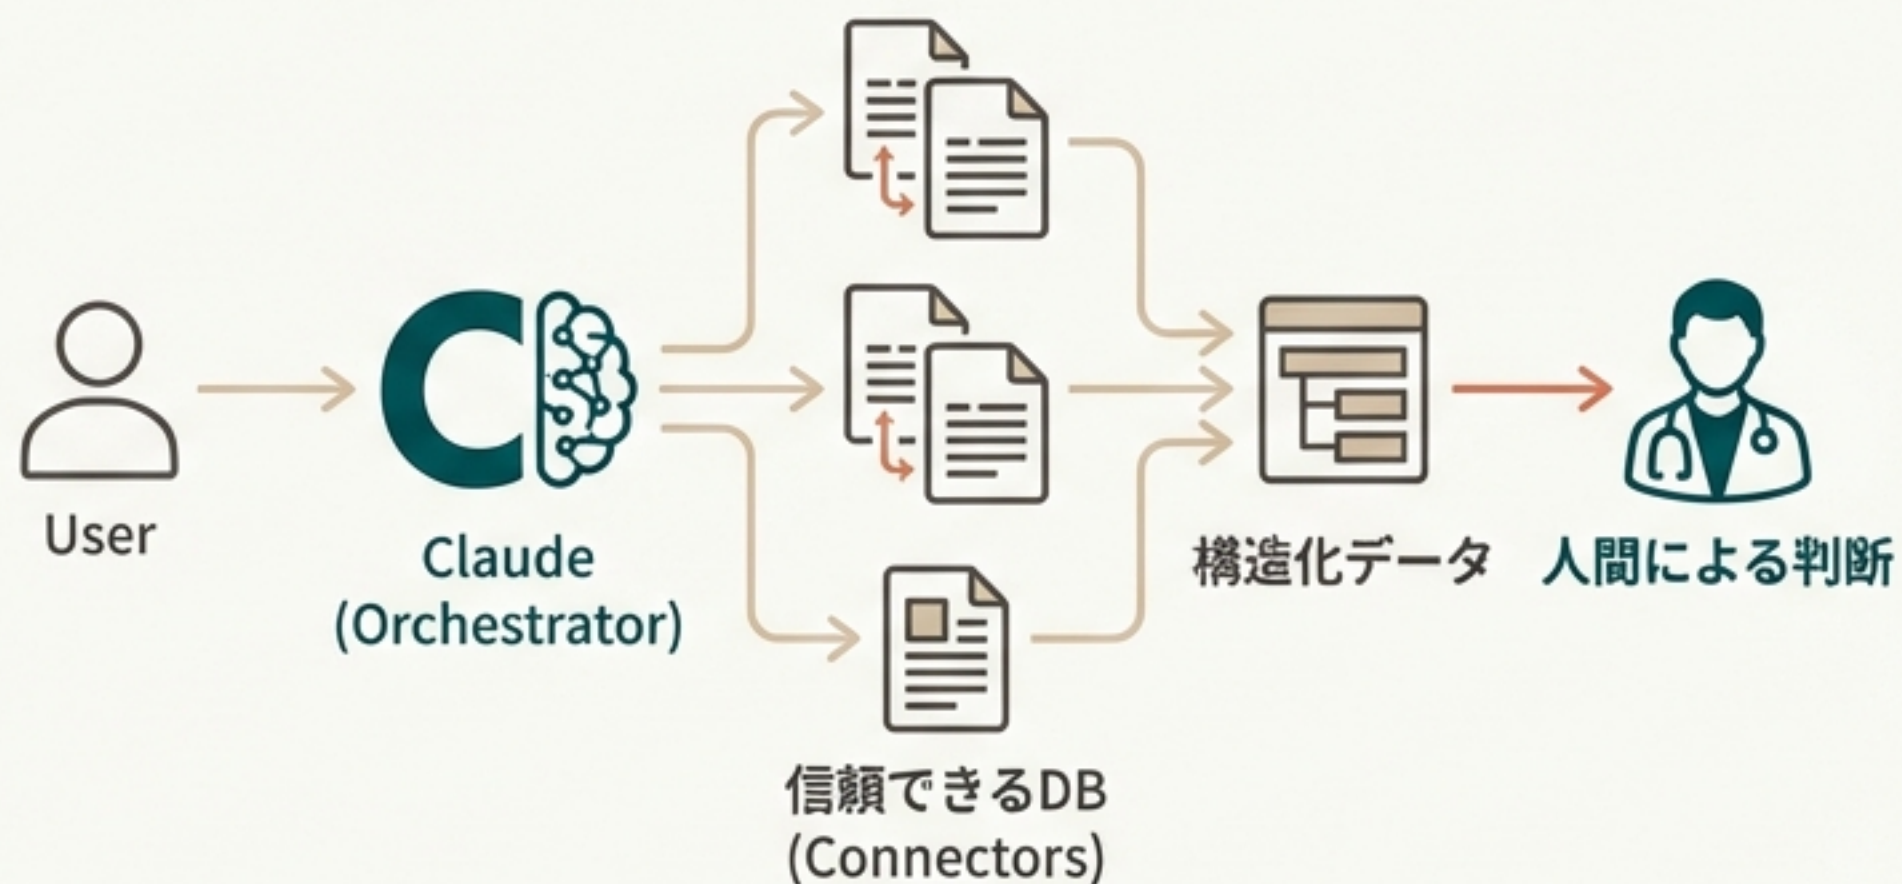 User
Claude
(Orchestrator)
信頼できるDB
(Connectors)
構造化データ
人間による判断